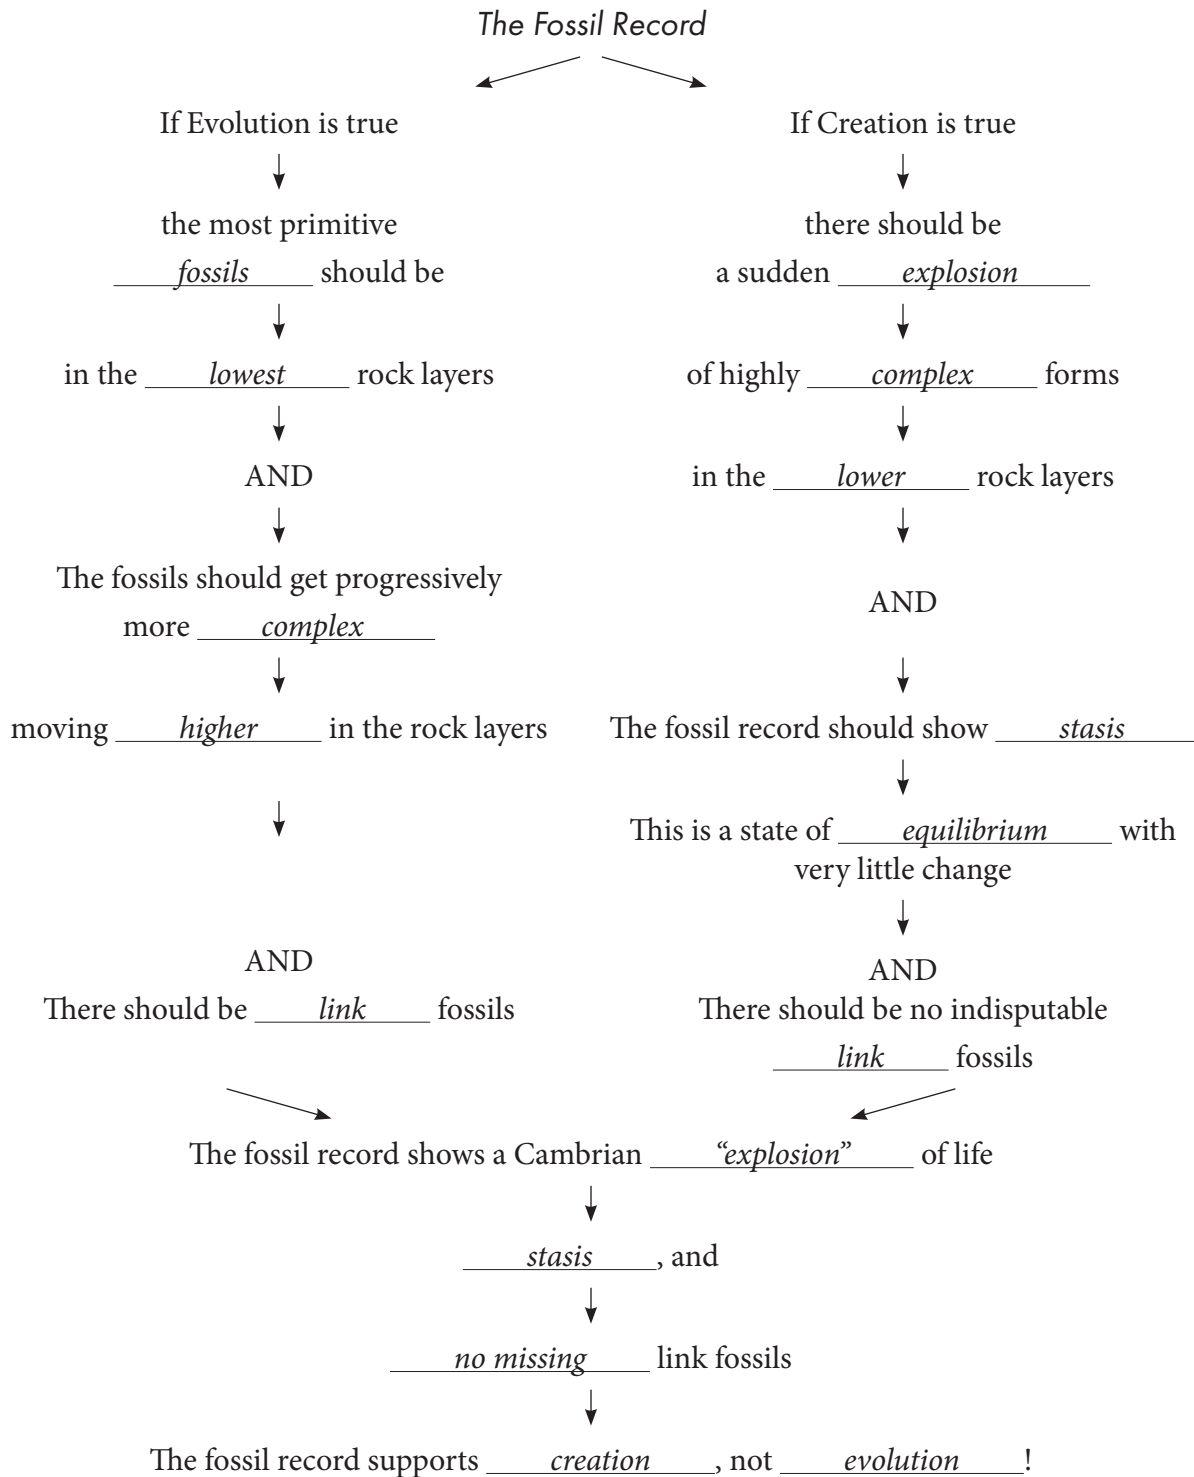 The Fossil Record
If Evolution is true
the most primitive
fossils should be
in the lowest rock layers
AND
The fossils should get progressively
more complex
moving higher in the rock layers
AND
There should be link fossils
If Creation is true
there should be
a sudden explosion
of highly complex forms
in the lower rock layers
AND
The fossil record should show stasis
This is a state of equilibrium with
very little change
AND
There should be no indisputable
link fossils
The fossil record shows a Cambrian “explosion” of life
stasis, and
no missing link fossils
The fossil record supports creation, not evolution!